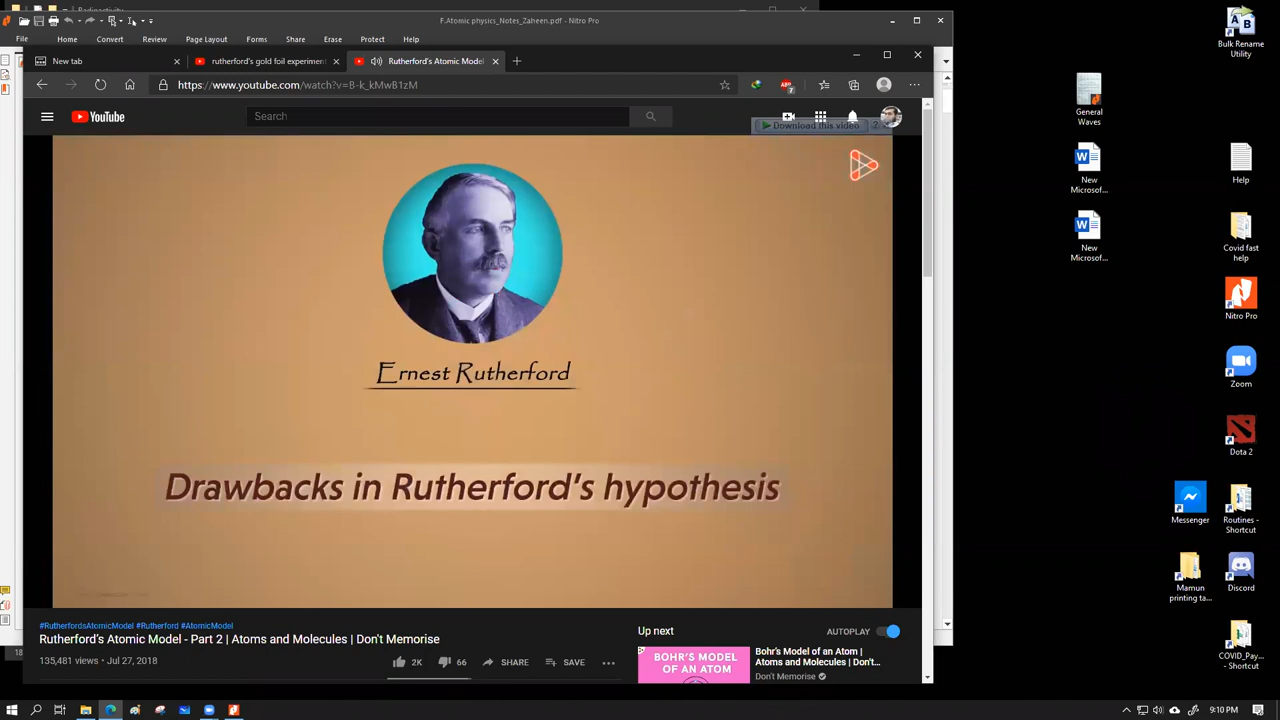 Radioactivity
F.Atomic physics_Notes_Zaheen.pdf - Nitro Pro
File Home Convert Review Page Layout Forms Share Erase Protect Help
New tab
rutherford's gold foil experiment
Rutherford's Atomic Model
https://www.youtube.com/watch?v=B-k_kMwB1zM
ABP
7
YouTube
Search
Download this video ?
Ernest Rutherford
Drawbacks in Rutherford's hypothesis
#RutherfordsAtomicModel #Rutherford #AtomicModel
Rutherford's Atomic Model - Part 2 | Atoms and Molecules | Don't Memorise
135,481 views • Jul 27, 2018
2K
66
SHARE
SAVE
Up next
AUTOPLAY
BOHR'S MODEL
OF AN ATOM
Bohr's Model of an Atom |
Atoms and Molecules | Don't...
Don't Memorise
18
Bulk Rename
Utility
General
Waves
New
Microsof...
Help
New
Microsof...
Covid fast
help
Nitro Pro
Zoom
Dota 2
Messenger
Routines -
Shortcut
Mamun
printing ta...
Discord
COVID_Pay...
- Shortcut
9:10 PM